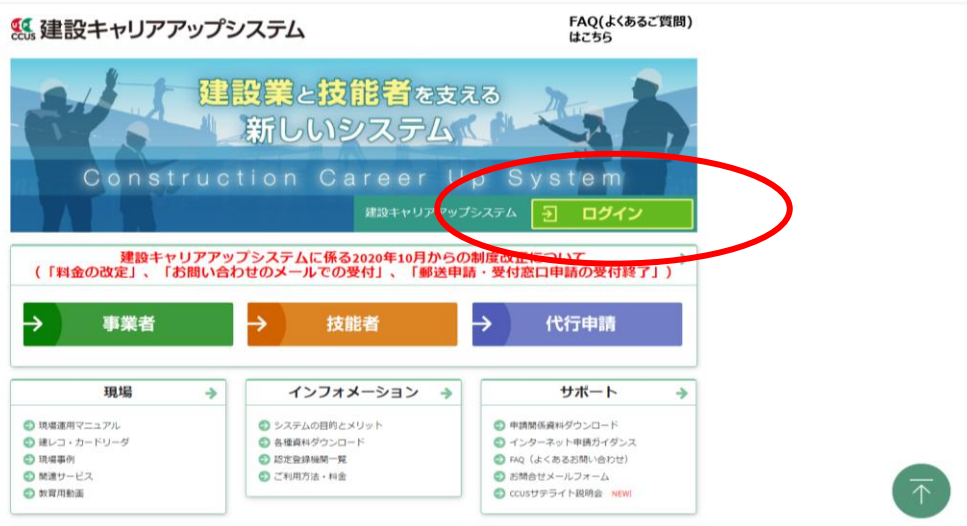 CCUS 建設キャリアアップシステム
FAQ(よくあるご質問)
はこちら
建設業と技能者を支える
新しいシステム
Construction Career Up System
建設キャリアアップシステム
ログイン
建設キャリアアップシステムに係る2020年10月からの制度改正について
(「料金の改定」、「お問い合わせのメールでの受付」、「郵送申請・受付窓口申請の受付終了」)
事業者
技能者
代行申請
現場
現場運用マニュアル
建レコ・カードリーダ
現場事例
関連サービス
教育用動画
インフォメーション
システムの目的とメリット
各種資料ダウンロード
認定登録機関一覧
ご利用方法・料金
サポート
申請関係資料ダウンロード
インターネット申請ガイダンス
FAQ(よくあるお問い合わせ)
お問合せメールフォーム
CCUSサテライト説明会 NEW!